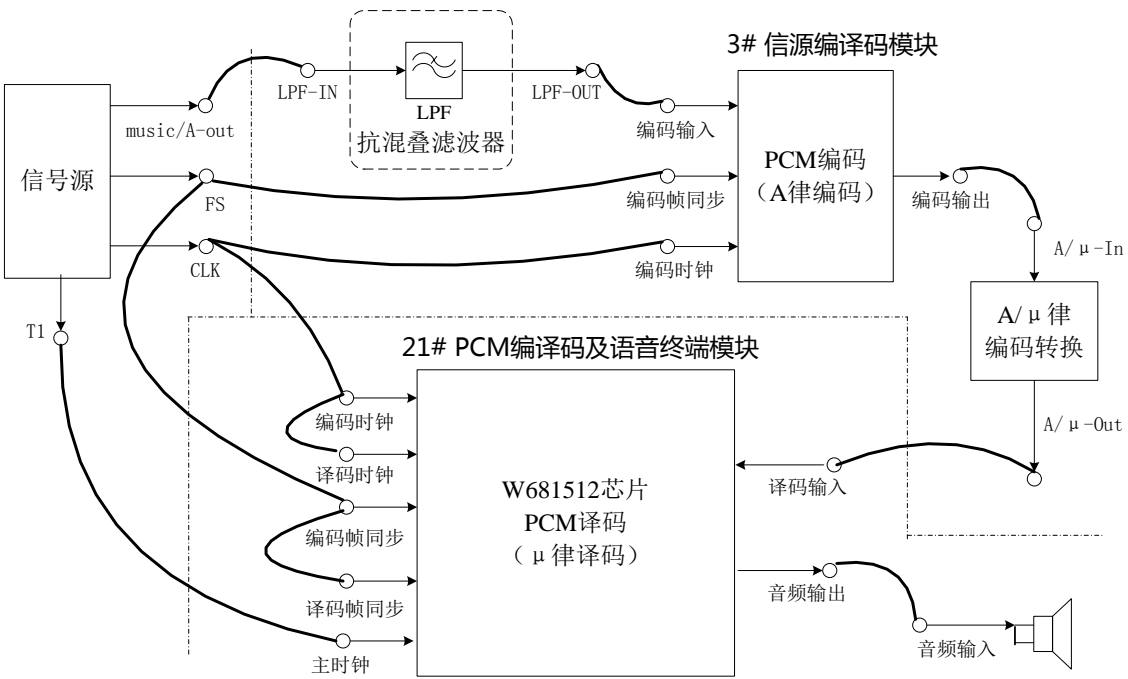 3# 信源编译码模块
LPF-IN
LPF-OUT
LPF
抗混叠滤波器
music/A-out
编码输入
信号源
PCM编码
（A律编码）
FS
编码帧同步
编码输出
CLK
编码时钟
A/μ-In
T1
A/μ律
编码转换
21# PCM编译码及语音终端模块
编码时钟
A/μ-Out
译码时钟
译码输入
W681512芯片
PCM译码
（μ律译码）
编码帧同步
译码帧同步
音频输出
主时钟
音频输入